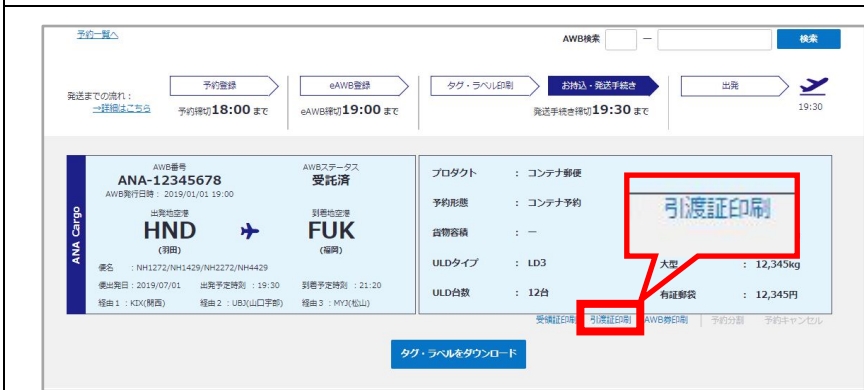 予約一覧へ
AWB検索 — 検索
発送までの流れ：
→詳細はこちら
予約登録
eAWB登録
タグ・ラベル印刷
お持込・発送手続き
出発
予約締切18:00 まで
eAWB締切19:00 まで
発送手続き締切19:30 まで
19:30
ANA Cargo
AWB番号
ANA-12345678
AWB発行日時： 2019/01/01 19:00
AWBステータス
受託済
出発地空港
HND
(羽田)
到着地空港
FUK
(福岡)
便名 ：NH1272/NH1429/NH2272/NH4429
便出発日：2019/07/01 出発予定時刻 ：19:30 到着予定時刻 ：21:20
経由1：KIX(関西) 経由2：UBJ(山口宇部) 経由3：MYJ(松山)
プロダクト ： コンテナ郵便
予約形態 ： コンテナ予約
貨物容積 ： —
ULDタイプ ： LD3
大型 ： 12,345kg
ULD台数 ： 12台
有証郵袋 ： 12,345円
引渡証印刷
受領証印刷 引渡証印刷 AWB券印刷 | 予約分割 予約キャンセル
タグ・ラベルをダウンロード